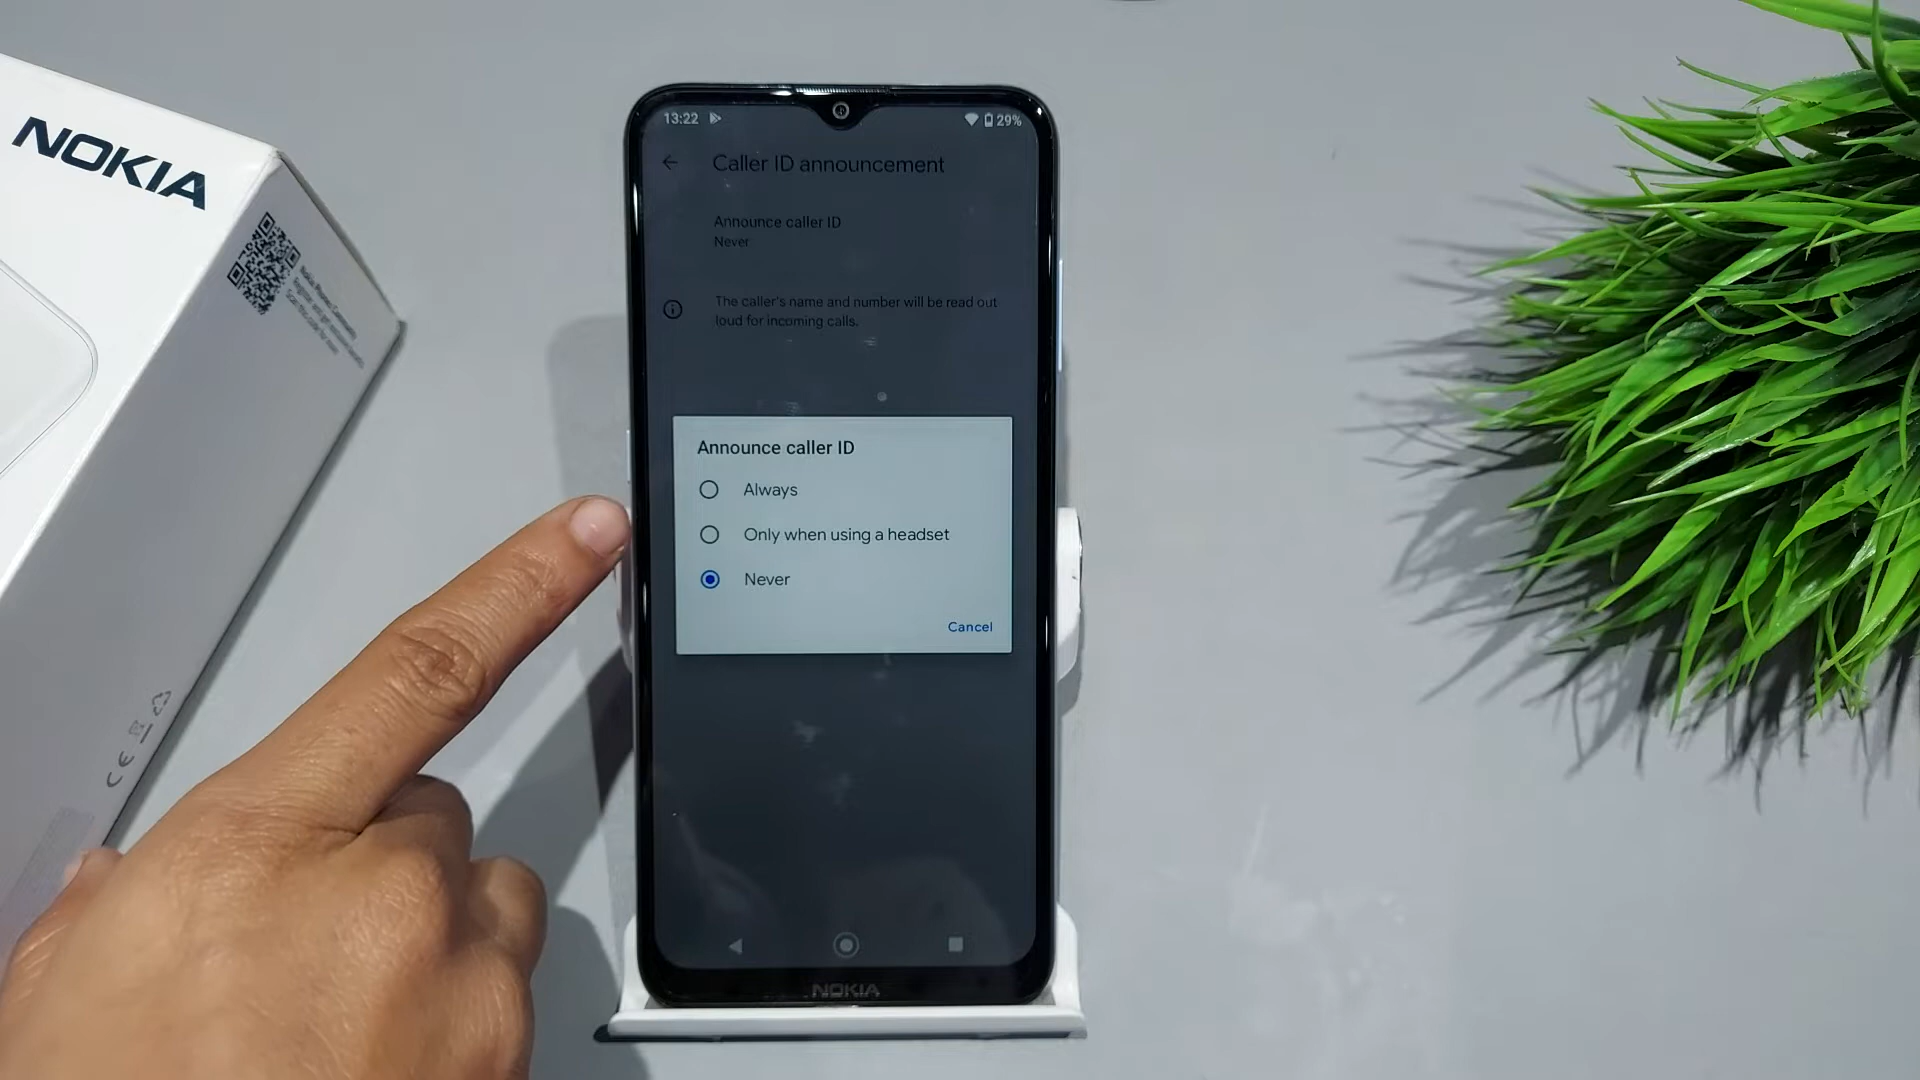 NOKIA
13:22
29%
Caller ID announcement
Announce caller ID
Never
The caller's name and number will be read out
loud for incoming calls.
Announce caller ID
Always
Only when using a headset
Never
Cancel
NOKIA